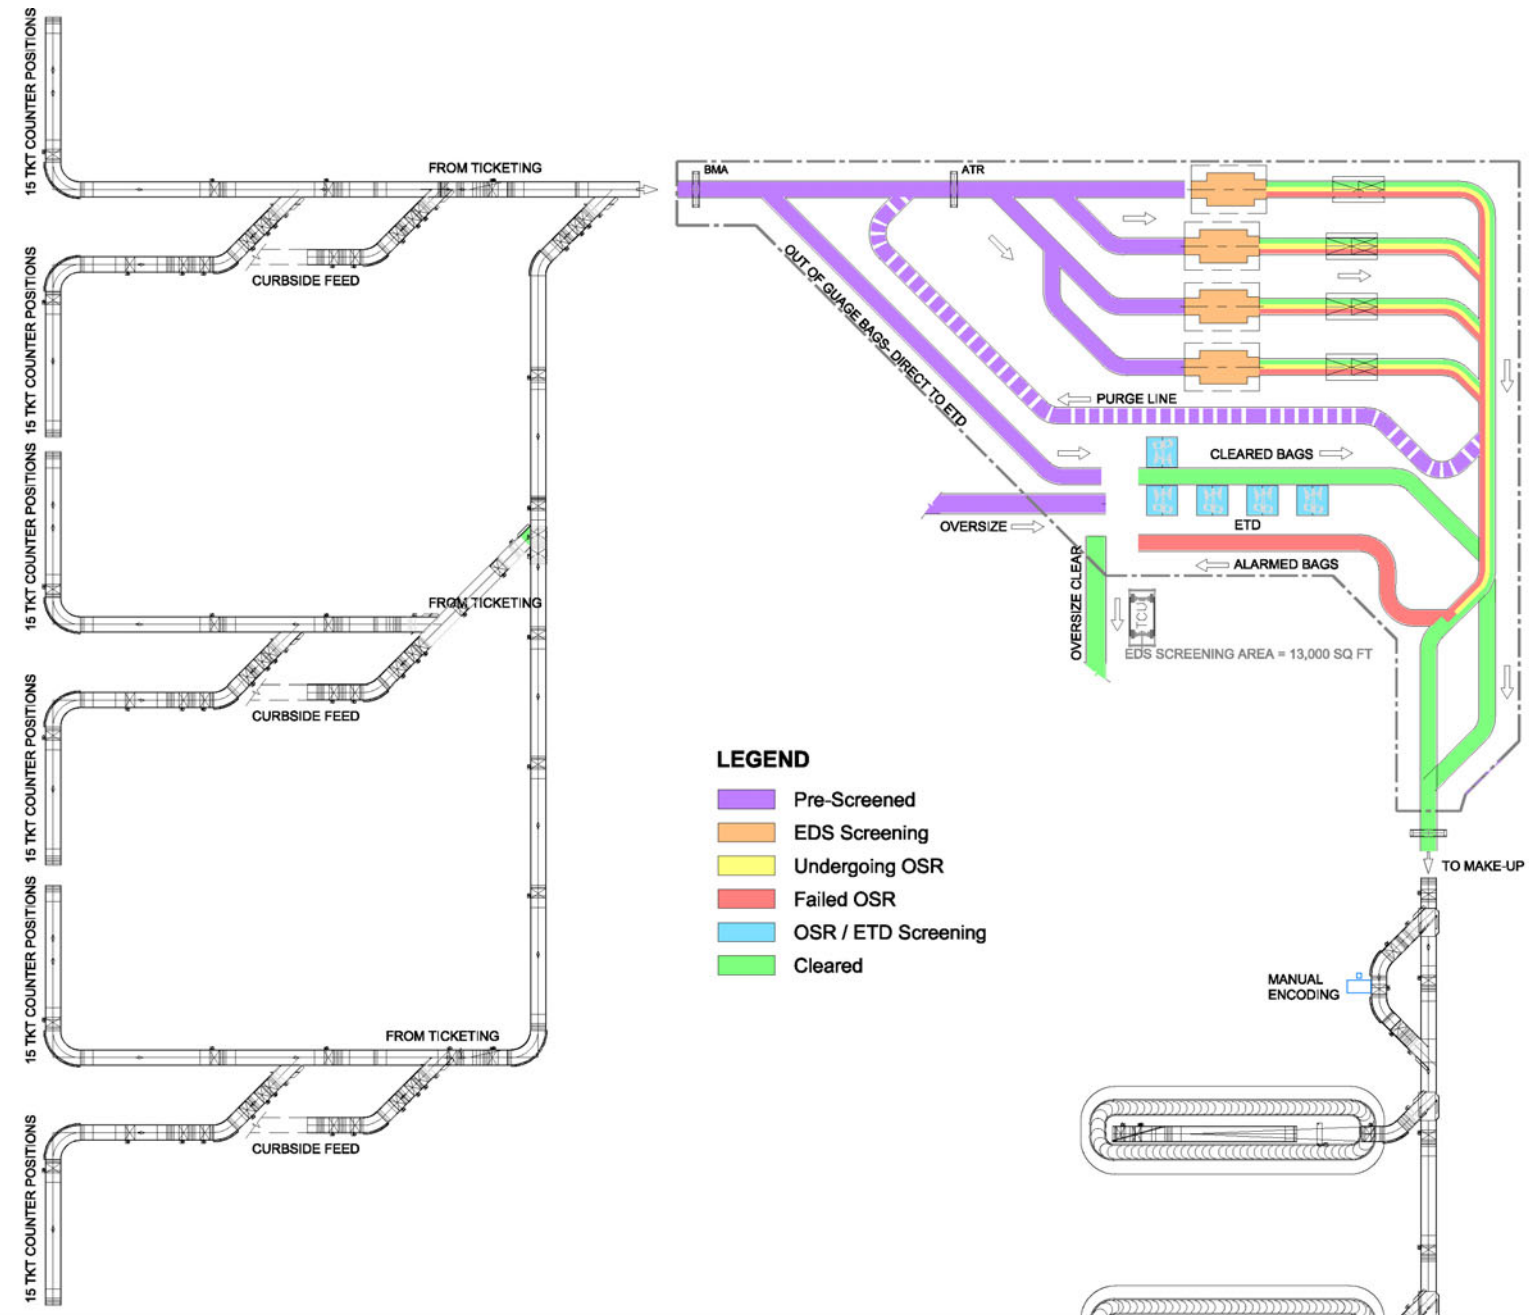 15 TKT COUNTER POSITIONS
FROM TICKETING
BMA
ATR
CURBSIDE FEED
15 TKT COUNTER POSITIONS
OUT OF GUAGE BAGS- DIRECT TO ETD
PURGE LINE
CLEARED BAGS
ETD
OVERSIZE
ALARMED BAGS
OVERSIZE CLEAR
TCU
EDS SCREENING AREA = 13,000 SQ FT
15 TKT COUNTER POSITIONS
FROM TICKETING
CURBSIDE FEED
15 TKT COUNTER POSITIONS
LEGEND
Pre-Screened
EDS Screening
Undergoing OSR
Failed OSR
OSR / ETD Screening
Cleared
TO MAKE-UP
MANUAL
ENCODING
15 TKT COUNTER POSITIONS
FROM TICKETING
CURBSIDE FEED
15 TKT COUNTER POSITIONS